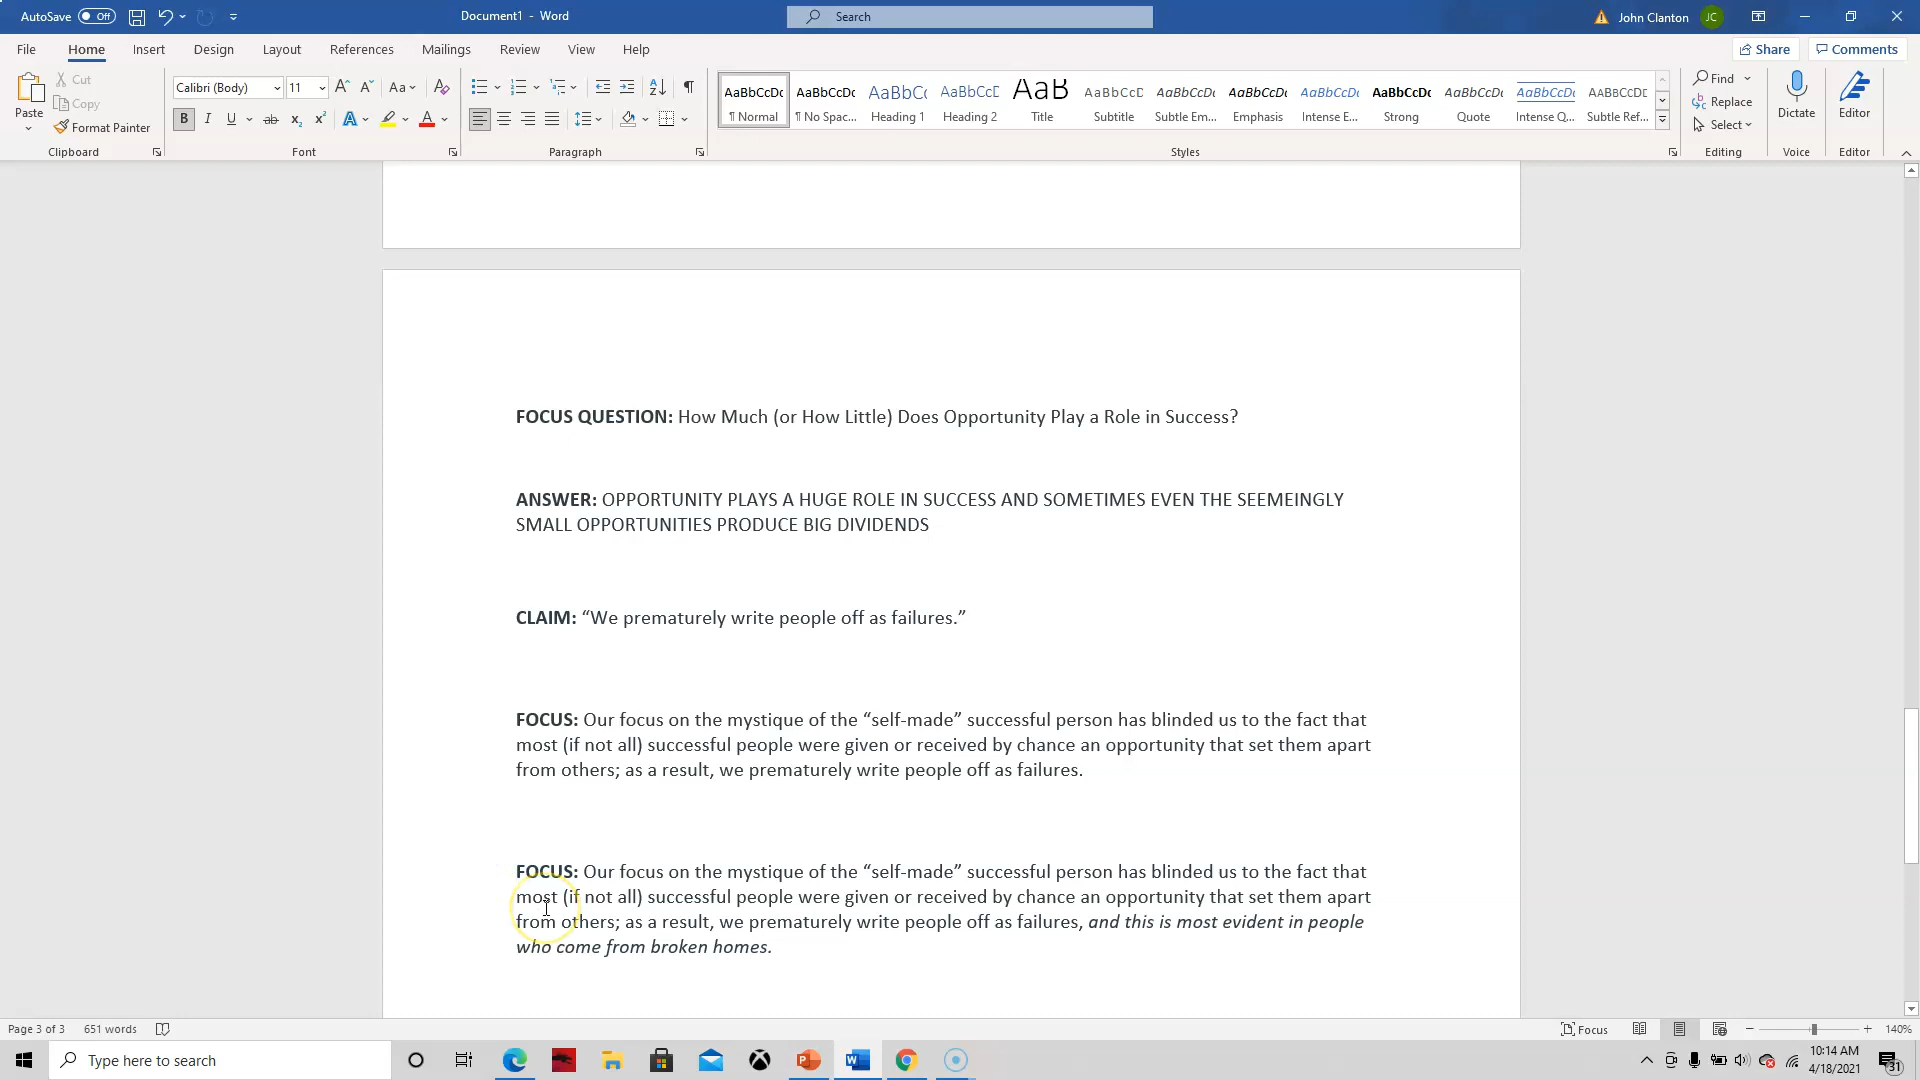 AutoSave Off Document1 - Word Search John Clanton JC
File Home Insert Design Layout References Mailings Review View Help Share Comments
Paste Cut Copy Format Painter Clipboard
Calibri (Body) 11 Font
Paragraph
AaBbCcDc AaBbCcDc AaBbC( AaBbCcE AaB AaBbCcD AaBbCcDc AaBbCcDc AaBbCcDc AaBbCcDc AaBbCcDc AaBbCcDc AABBCCDE
¶ Normal ¶ No Spac... Heading 1 Heading 2 Title Subtitle Subtle Em... Emphasis Intense E... Strong Quote Intense Q... Subtle Ref...
Styles
Find Replace Select Editing
Dictate Voice
Editor Editor
FOCUS QUESTION: How Much (or How Little) Does Opportunity Play a Role in Success?
ANSWER: OPPORTUNITY PLAYS A HUGE ROLE IN SUCCESS AND SOMETIMES EVEN THE SEEMEINGLY
SMALL OPPORTUNITIES PRODUCE BIG DIVIDENDS
CLAIM: “We prematurely write people off as failures.”
FOCUS: Our focus on the mystique of the “self-made” successful person has blinded us to the fact that
most (if not all) successful people were given or received by chance an opportunity that set them apart
from others; as a result, we prematurely write people off as failures.
FOCUS: Our focus on the mystique of the “self-made” successful person has blinded us to the fact that
most (if not all) successful people were given or received by chance an opportunity that set them apart
from others; as a result, we prematurely write people off as failures, and this is most evident in people
who come from broken homes.
Page 3 of 3 651 words Focus 140%
Type here to search
10:14 AM
4/18/2021
31